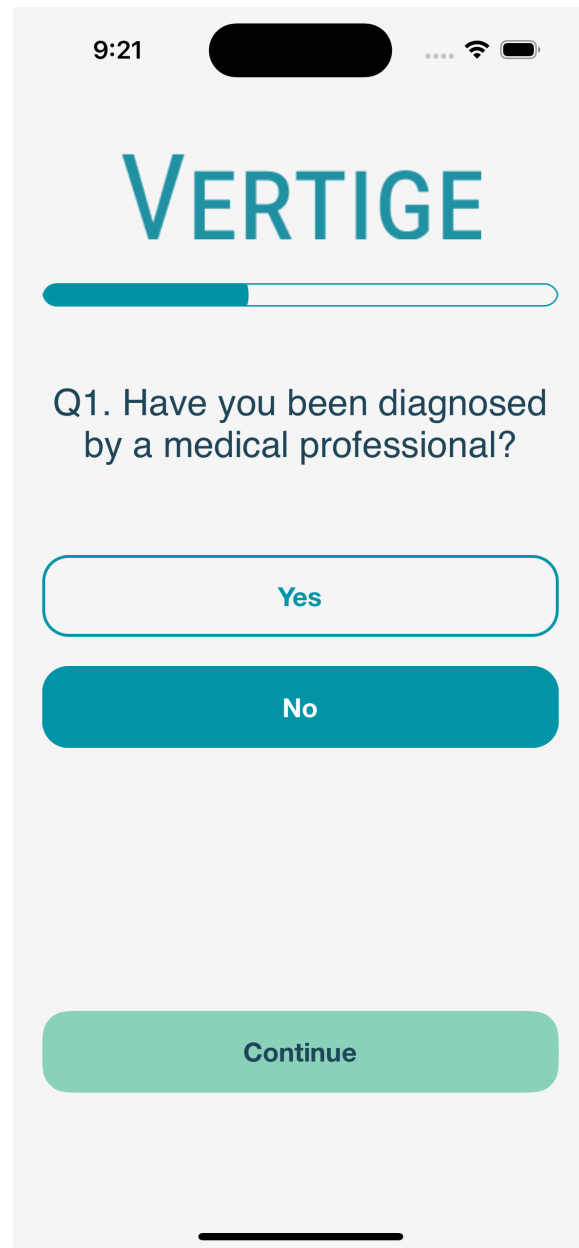 9:21
VERTIGE
Q1. Have you been diagnosed
by a medical professional?
Yes
No
Continue